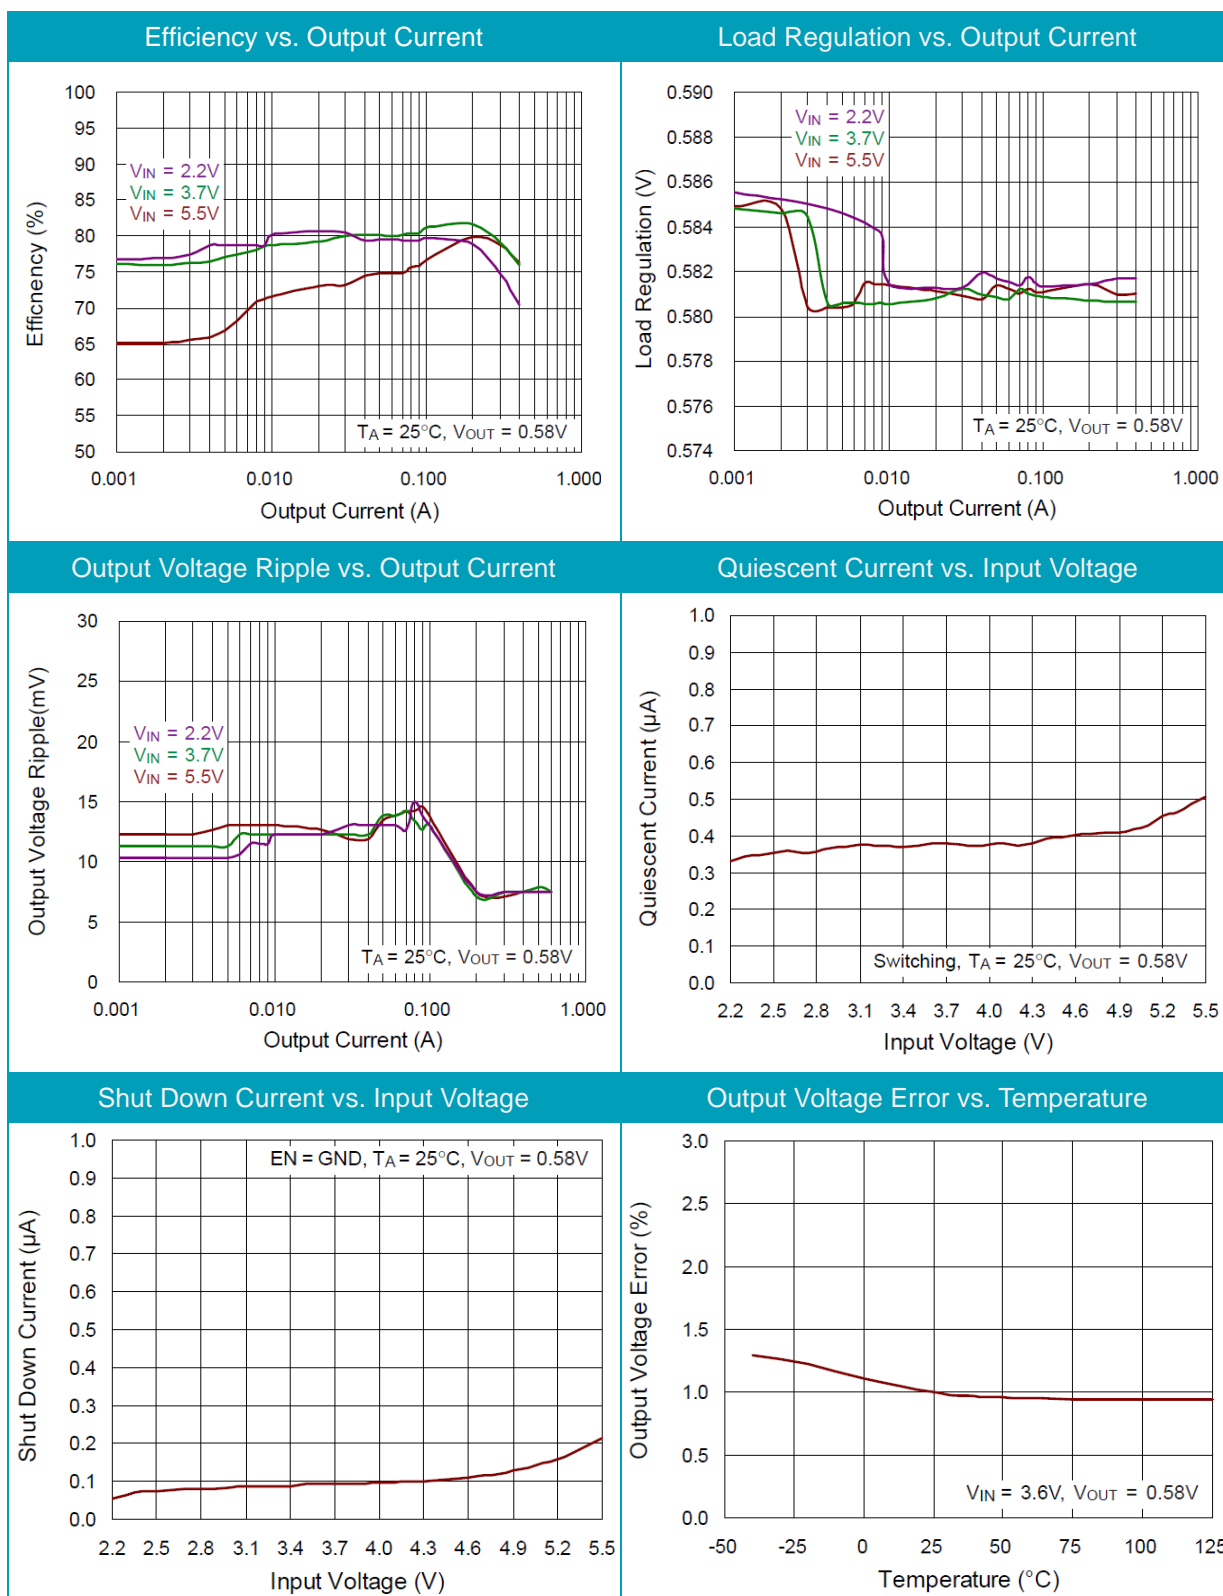 Efficiency vs. Output Current
Efficnency (%)
100
95
90
85
80
75
70
65
60
55
50
VIN = 2.2V
VIN = 3.7V
VIN = 5.5V
TA = 25°C, VOUT = 0.58V
0.001 0.010 0.100 1.000
Output Current (A)
Load Regulation vs. Output Current
Load Regulation (V)
0.590
0.588
0.586
0.584
0.582
0.580
0.578
0.576
0.574
VIN = 2.2V
VIN = 3.7V
VIN = 5.5V
TA = 25°C, VOUT = 0.58V
0.001 0.010 0.100 1.000
Output Current (A)
Output Voltage Ripple vs. Output Current
Output Voltage Ripple(mV)
30
25
20
15
10
5
0
VIN = 2.2V
VIN = 3.7V
VIN = 5.5V
TA = 25°C, VOUT = 0.58V
0.001 0.010 0.100 1.000
Output Current (A)
Quiescent Current vs. Input Voltage
Quiescent Current (µA)
1.0
0.9
0.8
0.7
0.6
0.5
0.4
0.3
0.2
0.1
0.0
Switching, TA = 25°C, VOUT = 0.58V
2.2 2.5 2.8 3.1 3.4 3.7 4.0 4.3 4.6 4.9 5.2 5.5
Input Voltage (V)
Shut Down Current vs. Input Voltage
Shut Down Current (µA)
1.0
0.9
0.8
0.7
0.6
0.5
0.4
0.3
0.2
0.1
0.0
EN = GND, TA = 25°C, VOUT = 0.58V
2.2 2.5 2.8 3.1 3.4 3.7 4.0 4.3 4.6 4.9 5.2 5.5
Input Voltage (V)
Output Voltage Error vs. Temperature
Output Voltage Error (%)
3.0
2.5
2.0
1.5
1.0
0.5
0.0
VIN = 3.6V, VOUT = 0.58V
-50 -25 0 25 50 75 100 125
Temperature (°C)